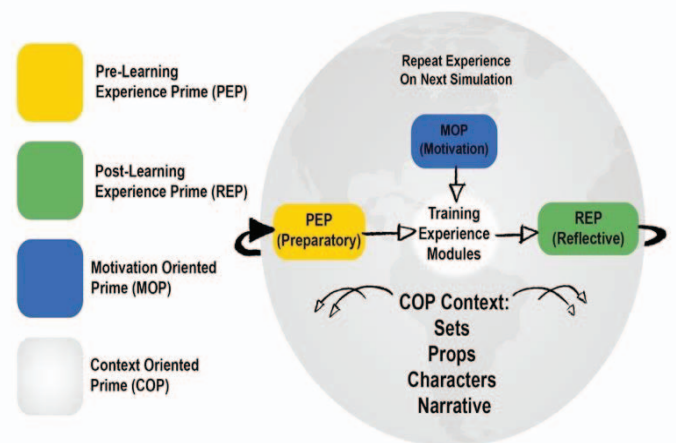 Pre-Learning
Experience Prime (PEP)
Post-Learning
Experience Prime (REP)
Motivation Oriented
Prime (MOP)
Context Oriented
Prime (COP)
Repeat Experience
On Next Simulation
MOP
(Motivation)
PEP
(Preparatory)
Training
Experience
Modules
REP
(Reflective)
COP Context:
Sets
Props
Characters
Narrative